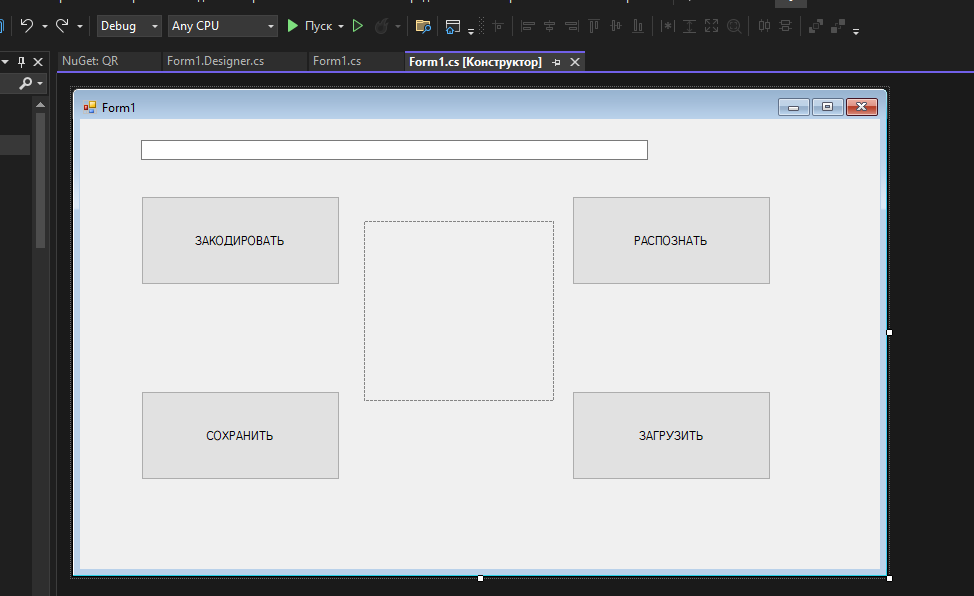 Debug
Any CPU
Пуск
NuGet: QR
Form1.Designer.cs
Form1.cs
Form1.cs [Конструктор]
Form1
ЗАКОДИРОВАТЬ
РАСПОЗНАТЬ
СОХРАНИТЬ
ЗАГРУЗИТЬ